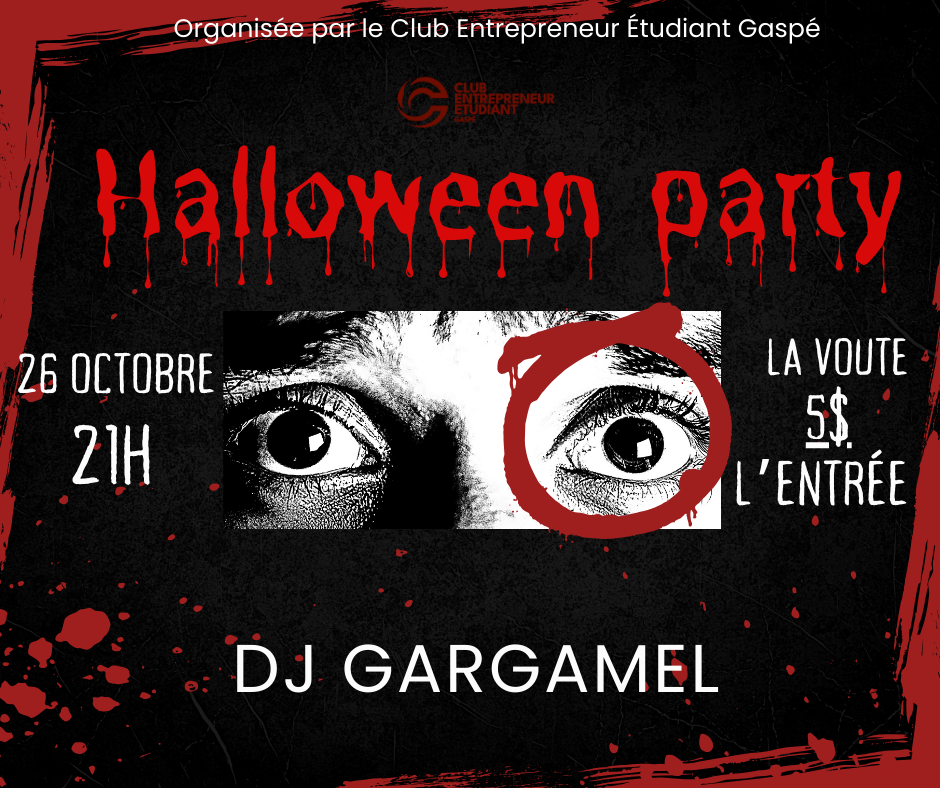 Organisée par le Club Entrepreneur Étudiant Gaspé
CLUB
ENTREPRENEUR
ÉTUDIANT
GASPÉ
Halloween party
26 OCTOBRE
21H
LA VOUTE
5$
L'ENTRÉE
DJ GARGAMEL